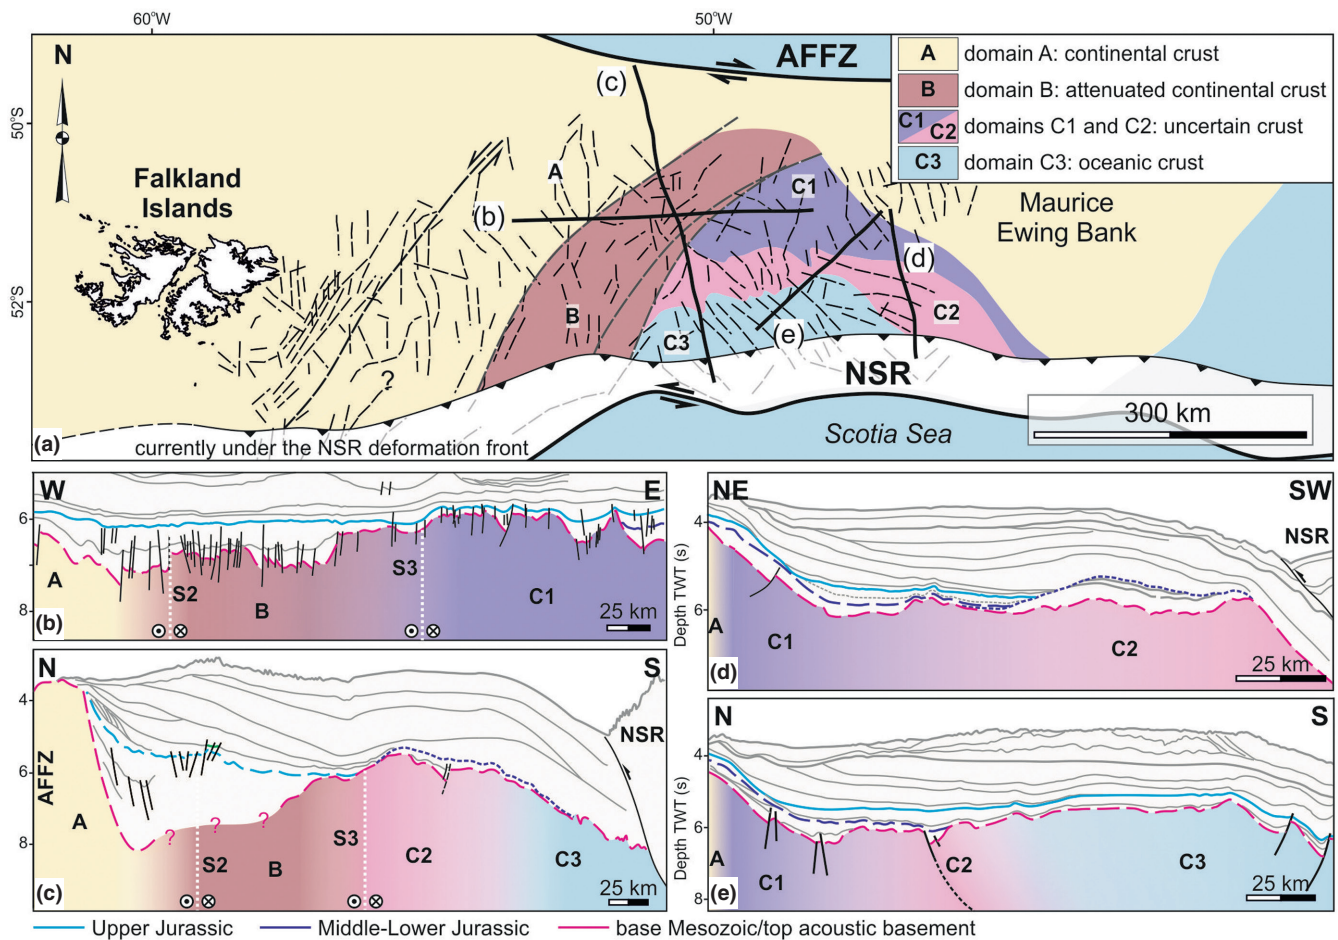 60°W
50°W
N
AFFZ
A
domain A: continental crust
B
domain B: attenuated continental crust
C1
C2
domains C1 and C2: uncertain crust
C3
domain C3: oceanic crust
50°S
52°S
(c)
Falkland
Islands
A
(b)
C1
Maurice
Ewing Bank
(d)
B
C2
C3
(e)
?
NSR
300 km
Scotia Sea
(a)
currently under the NSR deformation front
W
E
6
8
A
S2
B
S3
C1
25 km
(b)
NE
SW
NSR
4
6
Depth TWT (s)
A
C1
C2
25 km
(d)
N
S
NSR
4
6
8
AFFZ
A
?
?
?
S2
B
S3
C2
C3
25 km
(c)
N
S
4
6
8
Depth TWT (s)
A
C1
C2
C3
25 km
(e)
Upper Jurassic
Middle-Lower Jurassic
base Mesozoic/top acoustic basement